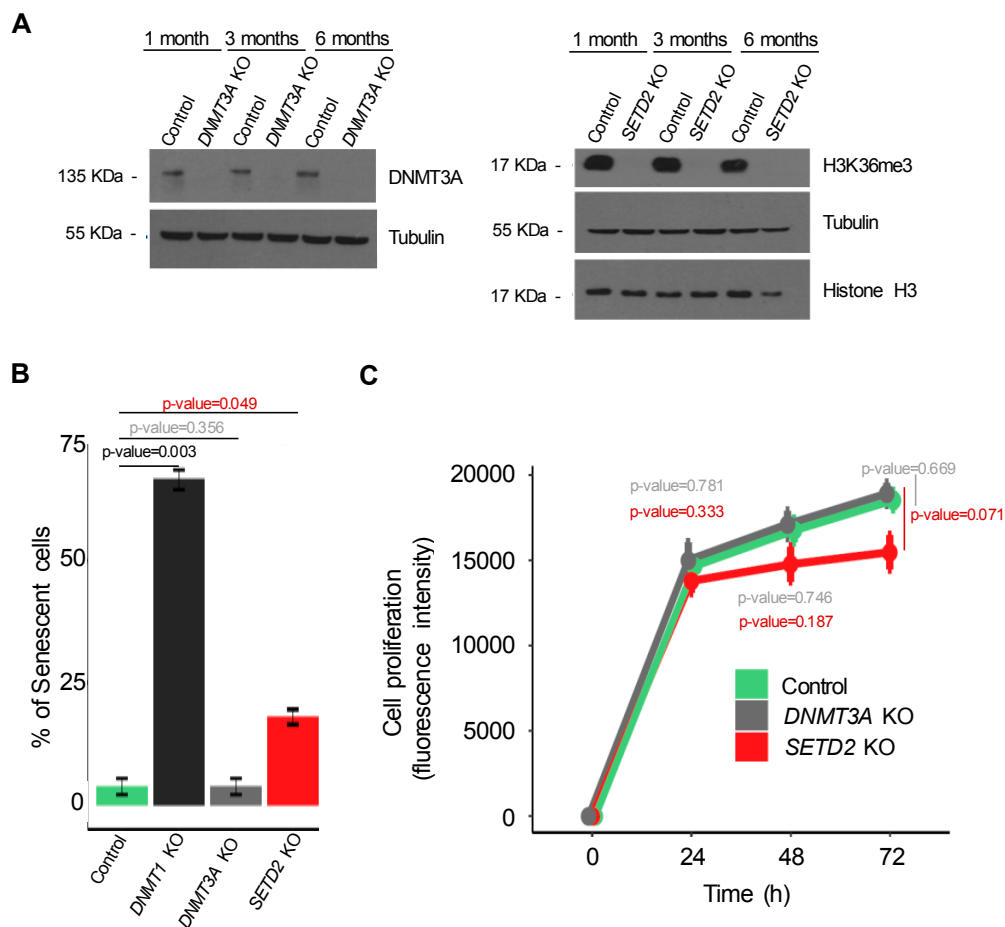 A
1 month 3 months 6 months
Control DNMT3A KO Control DNMT3A KO Control DNMT3A KO
135 KDa - DNMT3A
55 KDa - Tubulin
1 month 3 months 6 months
Control SETD2 KO Control SETD2 KO Control SETD2 KO
17 KDa - H3K36me3
55 KDa - Tubulin
17 KDa - Histone H3
B
p-value=0.049
p-value=0.356
p-value=0.003
75
50
25
0
% of Senescent cells
Control DNMT1 KO DNMT3A KO SETD2 KO
C
20000
15000
10000
5000
0
Cell proliferation
(fluorescence intensity)
p-value=0.781
p-value=0.333
p-value=0.669
p-value=0.071
p-value=0.746
p-value=0.187
Control
DNMT3A KO
SETD2 KO
0 24 48 72
Time (h)